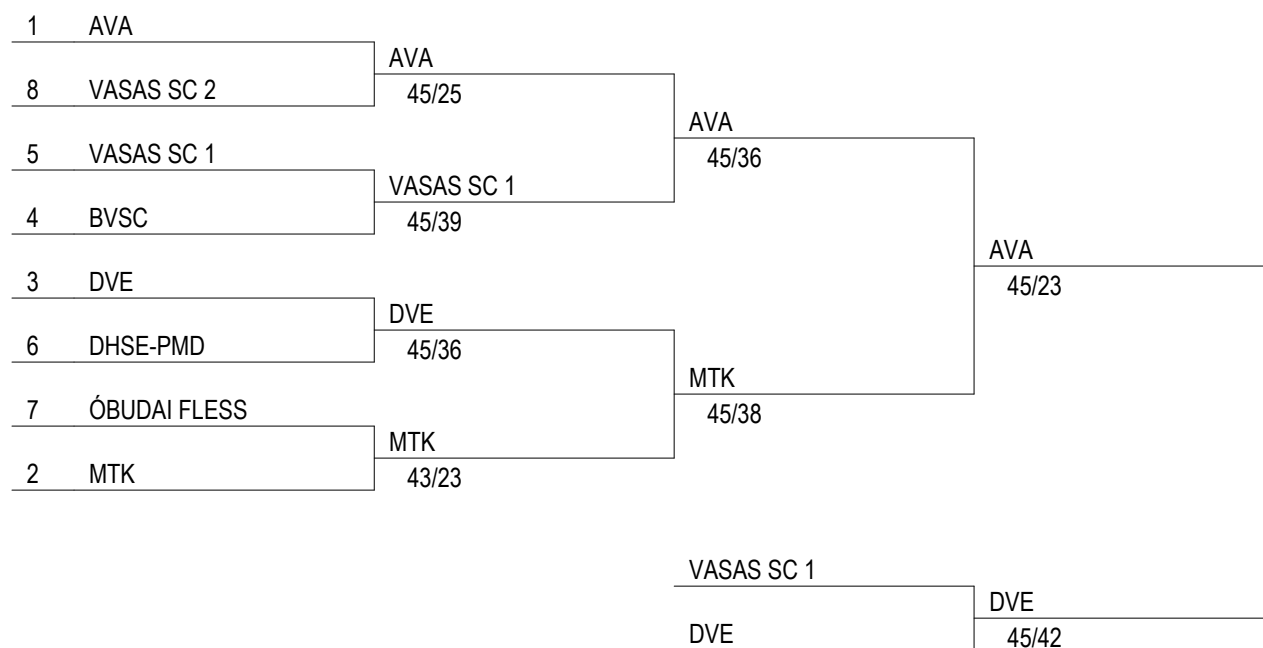 1 AVA
AVA
8 VASAS SC 2
45/25
AVA
5 VASAS SC 1
45/36
VASAS SC 1
4 BVSC
45/39
AVA
3 DVE
45/23
DVE
6 DHSE-PMD
45/36
MTK
7 ÓBUDAI FLESS
45/38
MTK
2 MTK
43/23
VASAS SC 1
DVE
DVE
45/42